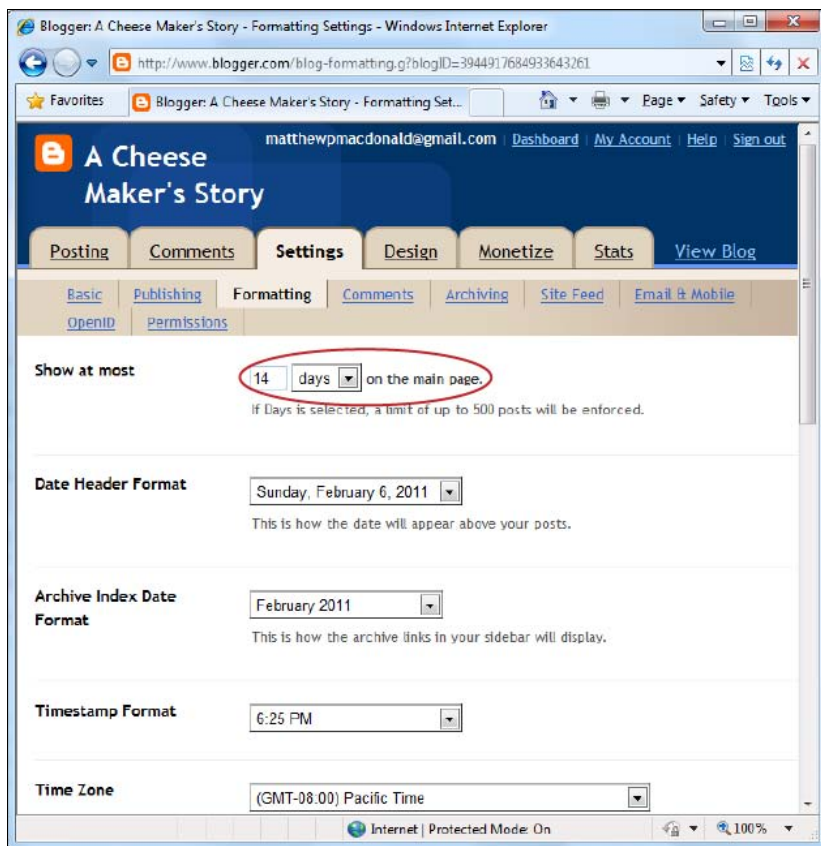 Blogger: A Cheese Maker's Story - Formatting Settings - Windows Internet Explorer
http://www.blogger.com/blog-formatting.g?blogID=3944917684933643261
Favorites Blogger: A Cheese Maker's Story - Formatting Set... Page Safety Tools
matthewpmacdonald@gmail.com Dashboard My Account Help Sign out
A Cheese
Maker's Story
Posting Comments Settings Design Monetize Stats View Blog
Basic Publishing Formatting Comments Archiving Site Feed Email & Mobile
OpenID Permissions
Show at most 14 days on the main page.
If Days is selected, a limit of up to 500 posts will be enforced.
Date Header Format Sunday, February 6, 2011
This is how the date will appear above your posts.
Archive Index Date
Format February 2011
This is how the archive links in your sidebar will display.
Timestamp Format 6:25 PM
Time Zone (GMT-08:00) Pacific Time
Internet | Protected Mode: On 100%